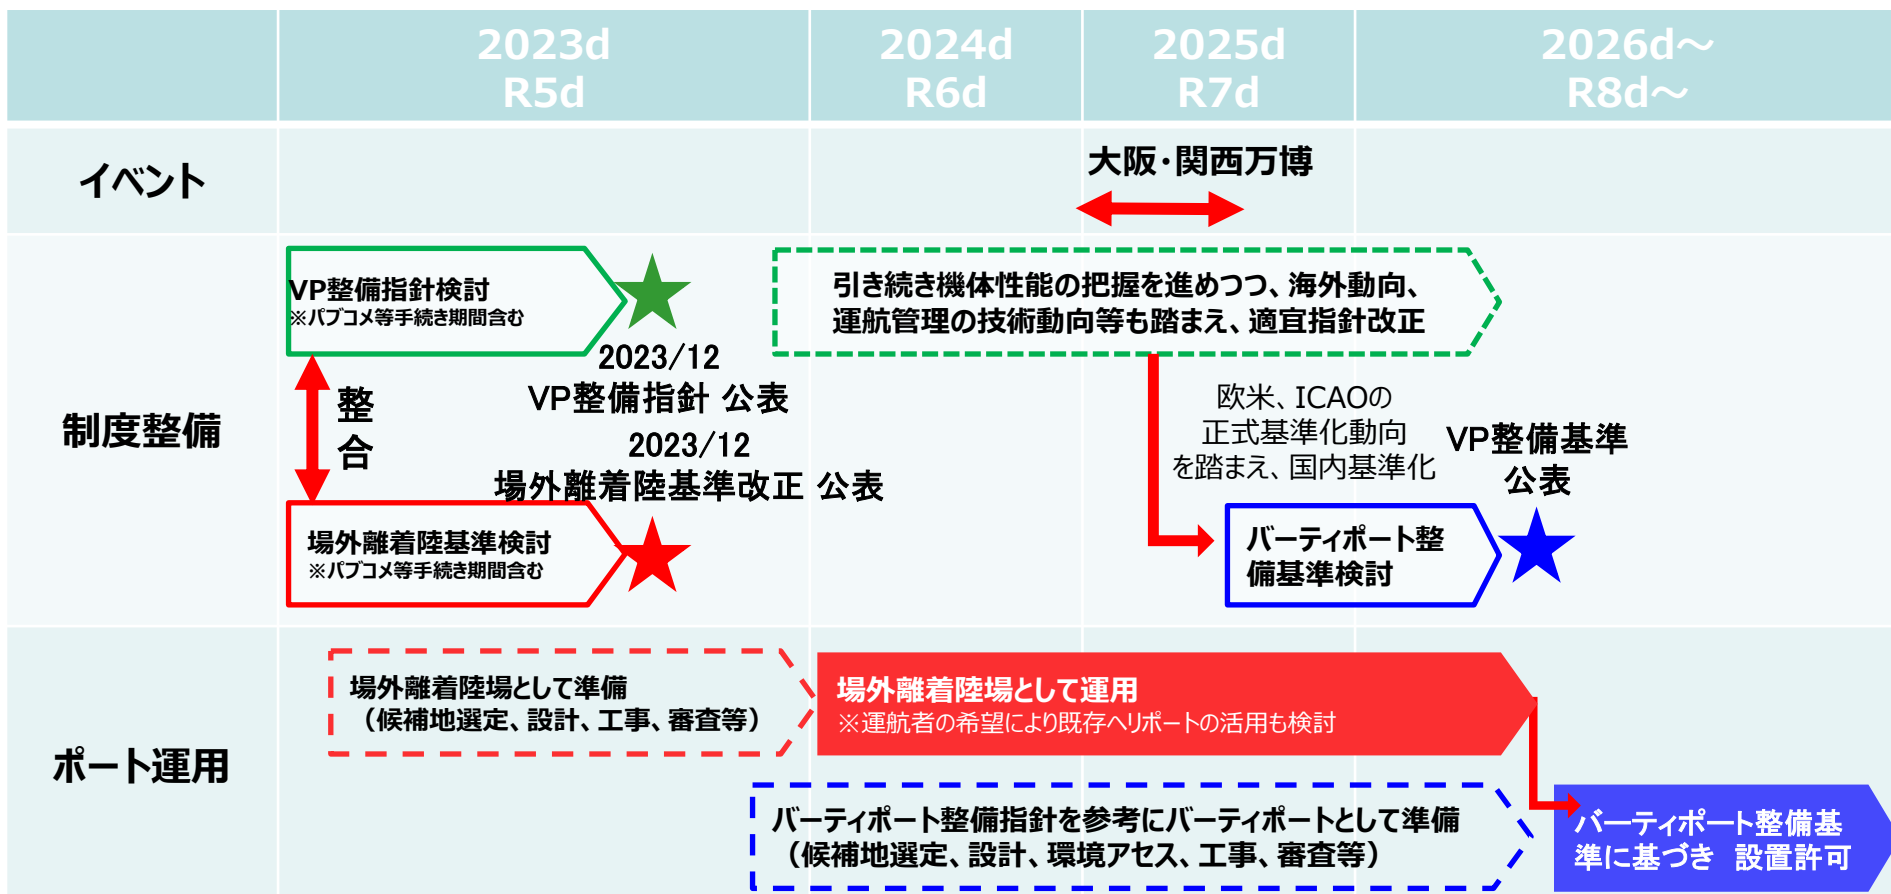 2023d
R5d
2024d
R6d
2025d
R7d
2026d～
R8d～
イベント
大阪・関西万博
制度整備
VP整備指針検討
※パブコメ等手続き期間含む
2023/12
VP整備指針 公表
整
合
2023/12
場外離着陸基準改正 公表
場外離着陸基準検討
※パブコメ等手続き期間含む
引き続き機体性能の把握を進めつつ、海外動向、
運航管理の技術動向等も踏まえ、適宜指針改正
欧米、ICAOの
正式基準化動向
を踏まえ、国内基準化
VP整備基準
公表
バーティポート整
備基準検討
ポート運用
場外離着陸場として準備
（候補地選定、設計、工事、審査等）
場外離着陸場として運用
※運航者の希望により既存ヘリポートの活用も検討
バーティポート整備指針を参考にバーティポートとして準備
（候補地選定、設計、環境アセス、工事、審査等）
バーティポート整備基
準に基づき　設置許可